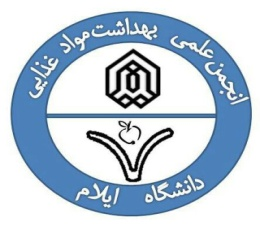 انجمن علمی بهداشت مواد غذایی
دانشگاه ایلام